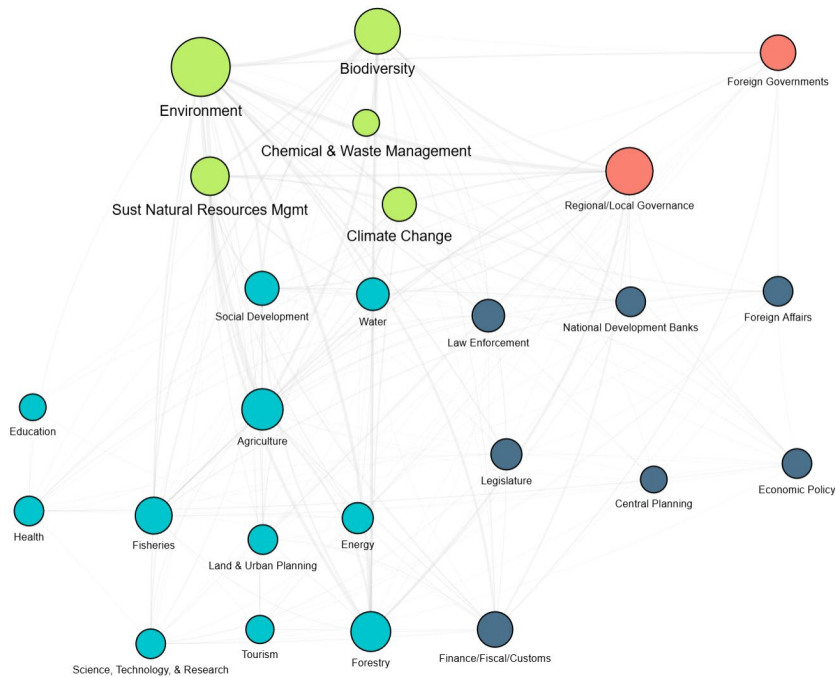 Biodiversity
Foreign Governments
Environment
Chemical & Waste Management
Sust Natural Resources Mgmt
Regional/Local Governance
Climate Change
Social Development
Water
Law Enforcement
National Development Banks
Foreign Affairs
Education
Agriculture
Legislature
Central Planning
Economic Policy
Health
Fisheries
Land & Urban Planning
Energy
Science, Technology, & Research
Tourism
Forestry
Finance/Fiscal/Customs